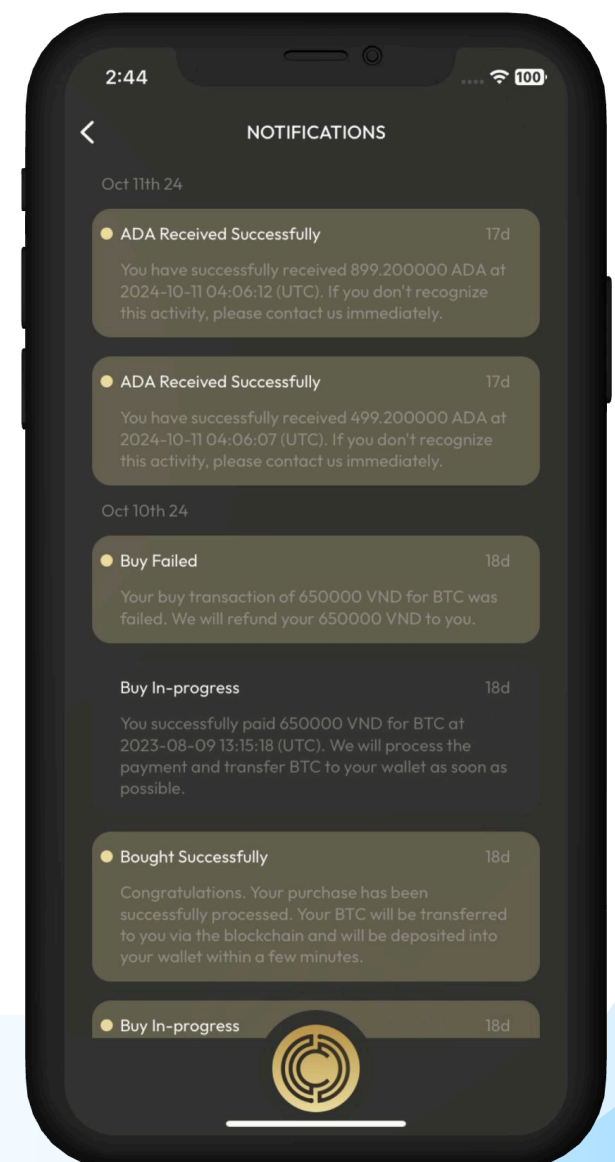 2:44
100
NOTIFICATIONS
Oct 11th 24
ADA Received Successfully 17d
You have successfully received 899.200000 ADA at
2024-10-11 04:06:12 (UTC). If you don't recognize
this activity, please contact us immediately.
ADA Received Successfully 17d
You have successfully received 499.200000 ADA at
2024-10-11 04:06:07 (UTC). If you don't recognize
this activity, please contact us immediately.
Oct 10th 24
Buy Failed 18d
Your buy transaction of 650000 VND for BTC was
failed. We will refund your 650000 VND to you.
Buy In-progress 18d
You successfully paid 650000 VND for BTC at
2023-08-09 13:15:18 (UTC). We will process the
payment and transfer BTC to your wallet as soon as
possible.
Bought Successfully 18d
Congratulations. Your purchase has been
successfully processed. Your BTC will be transferred
to you via the blockchain and will be deposited into
your wallet within a few minutes.
Buy In-progress 18d